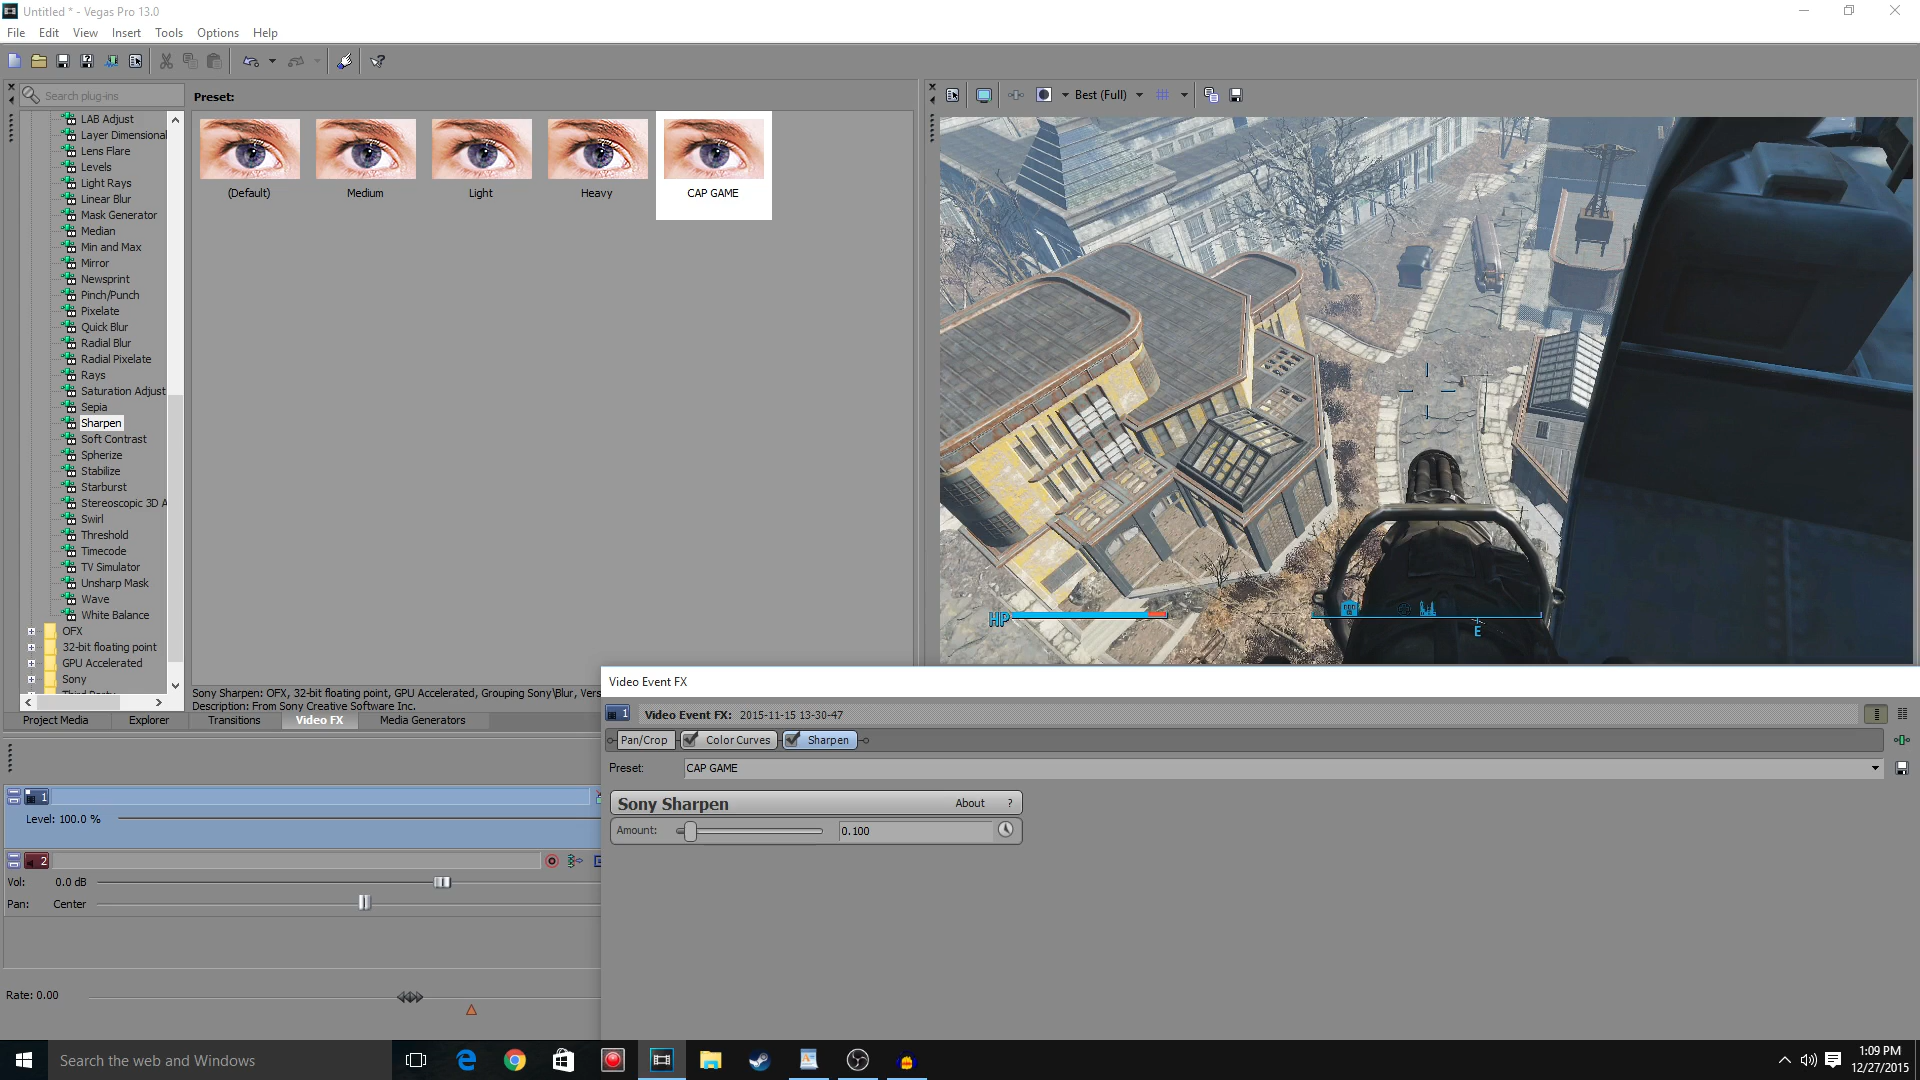 Untitled * - Vegas Pro 13.0
File Edit View Insert Tools Options Help
Search plug-ins
Preset:
Best (Full)
LAB Adjust
Layer Dimensional
Lens Flare
Levels
Light Rays
Linear Blur
Mask Generator
Median
Min and Max
Mirror
Newsprint
Pinch/Punch
Pixelate
Quick Blur
Radial Blur
Radial Pixelate
Rays
Saturation Adjust
Sepia
Sharpen
Soft Contrast
Spherize
Stabilize
Starburst
Stereoscopic 3D A
Swirl
Threshold
Timecode
TV Simulator
Unsharp Mask
Wave
White Balance
OFX
32-bit floating point
GPU Accelerated
Sony
(Default) Medium Light Heavy CAP GAME
HP
E
Sony Sharpen: OFX, 32-bit floating point, GPU Accelerated, Grouping Sony\Blur, Vers
Description: From Sony Creative Software Inc.
Project Media Explorer Transitions Video FX Media Generators
Video Event FX
1 Video Event FX: 2015-11-15 13-30-47
Pan/Crop Color Curves Sharpen
Preset: CAP GAME
Sony Sharpen About ?
Amount: 0.100
1
Level: 100.0 %
2
Vol: 0.0 dB
Pan: Center
Rate: 0.00
Search the web and Windows
1:09 PM
12/27/2015